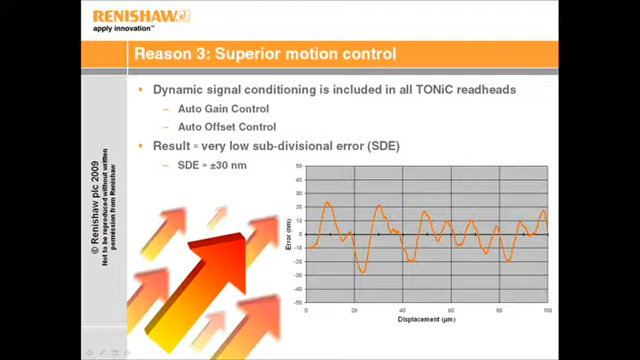 RENISHAW
apply innovation™
Reason 3: Superior motion control
• Dynamic signal conditioning is included in all TONiC readheads
– Auto Gain Control
– Auto Offset Control
• Result = very low sub-divisional error (SDE)
– SDE = ±30 nm
© Renishaw plc 2009
Not to be reproduced without written
permission from Renishaw
Error (nm)
50
40
30
20
10
0
-10
-20
-30
-40
-50
0 20 40 60 80 100
Displacement (µm)